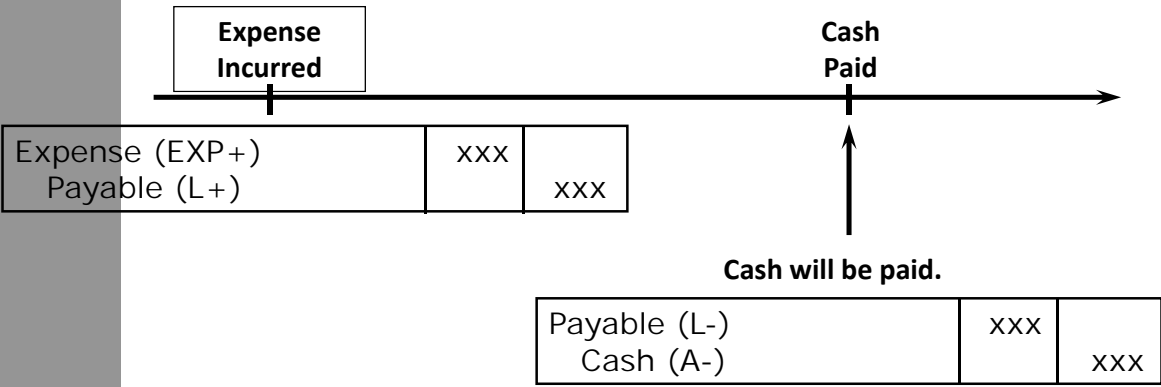 Expense
Incurred
Cash
Paid
Expense (EXP+) xxx
Payable (L+) xxx
Cash will be paid.
Payable (L-) xxx
Cash (A-) xxx